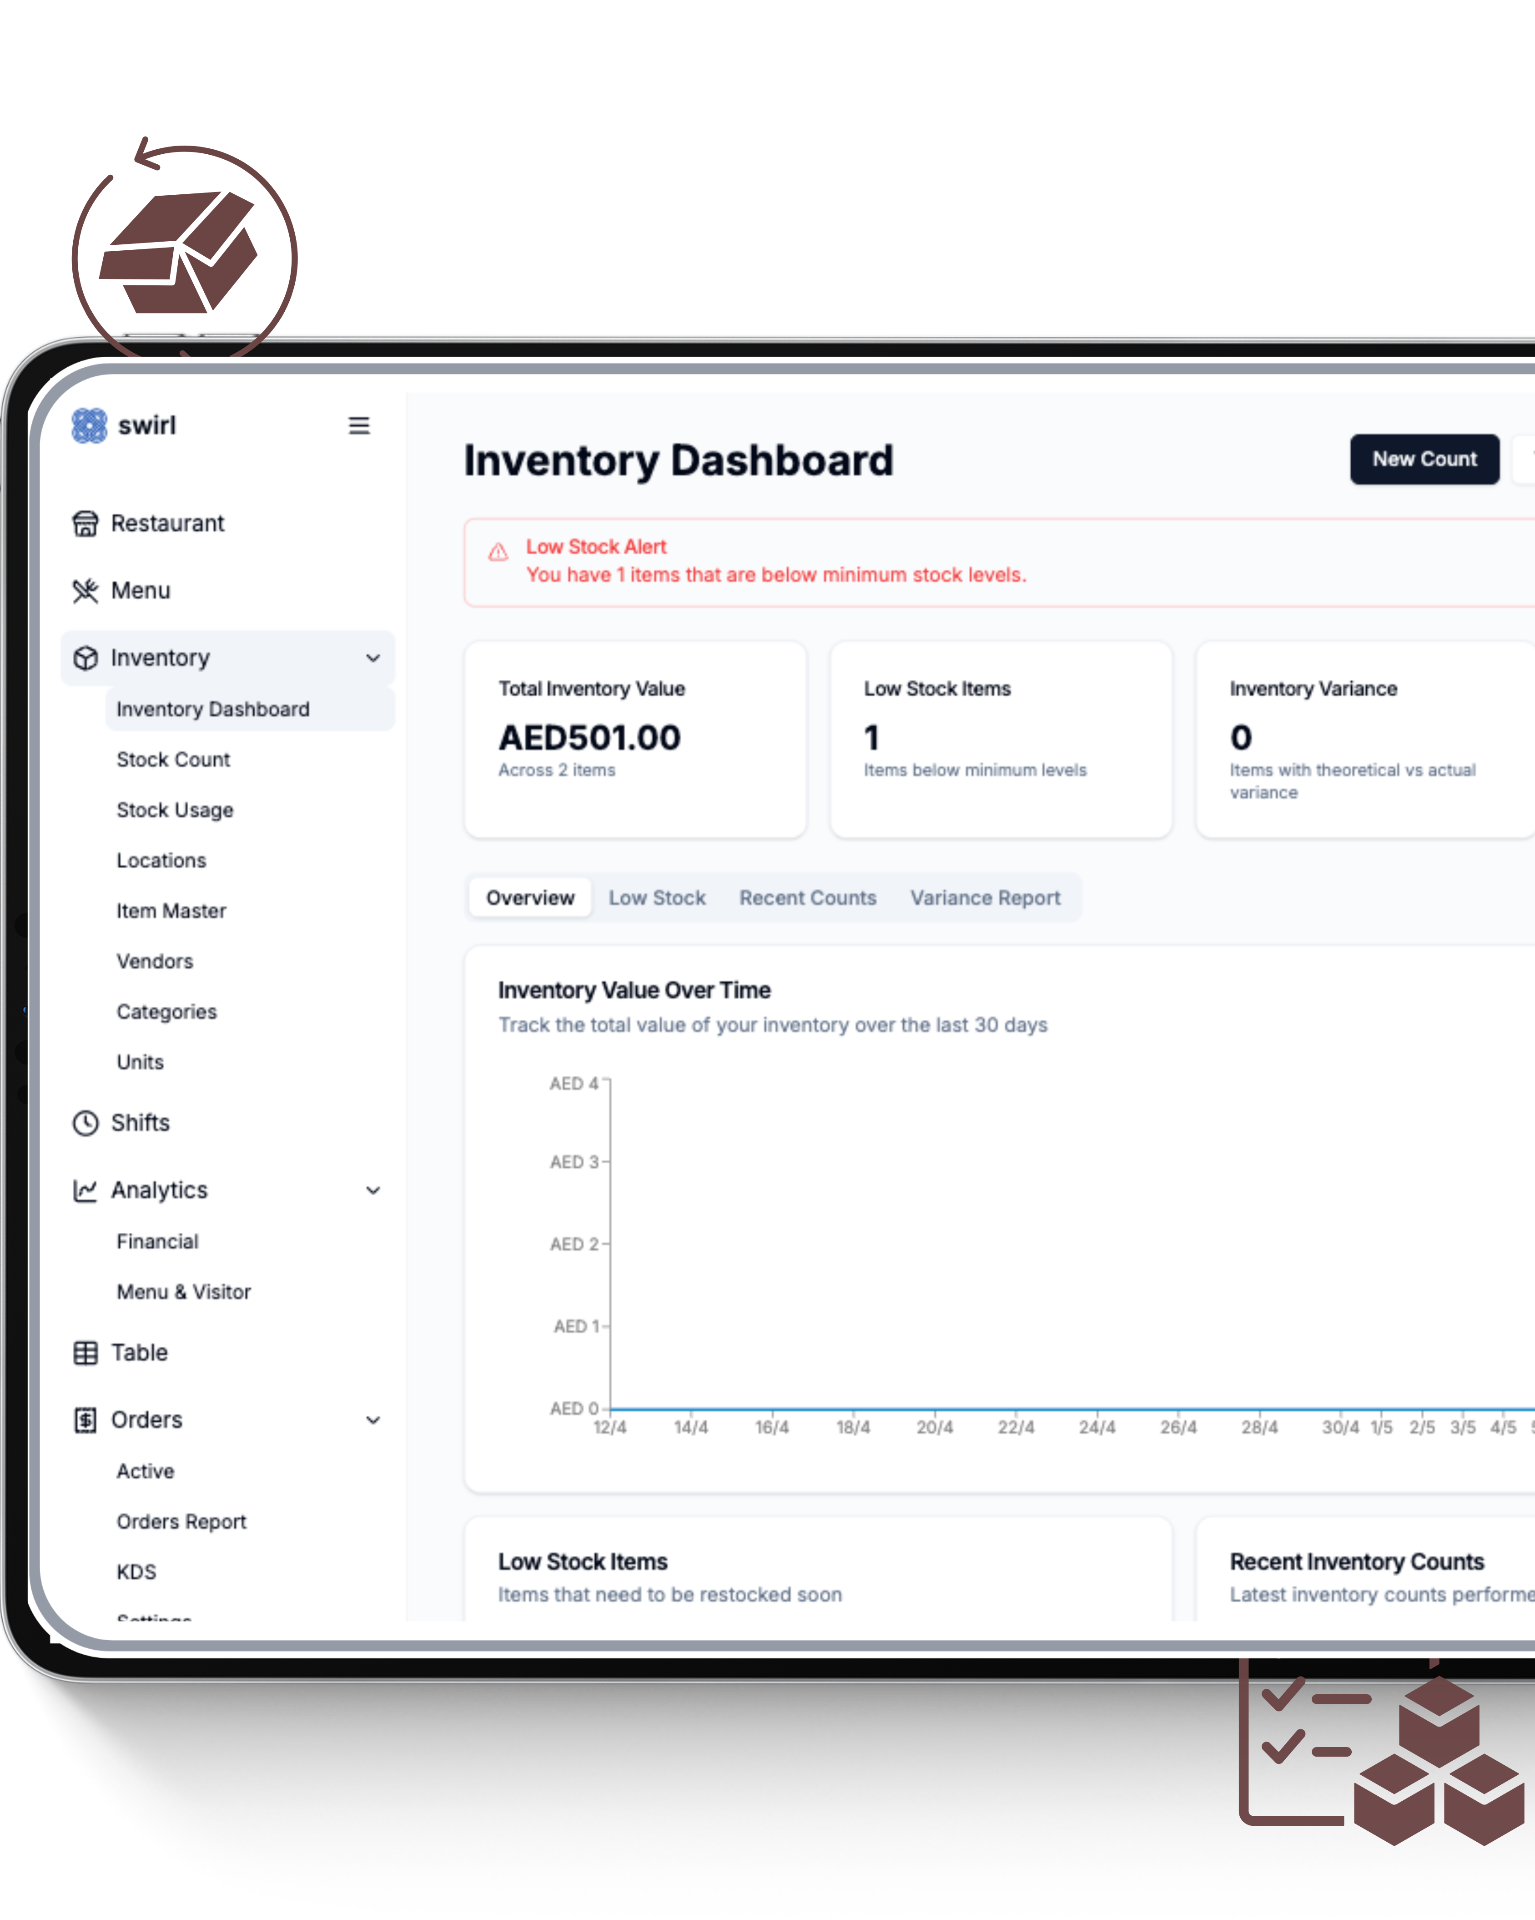 swirl
Restaurant
Menu
Inventory
Inventory Dashboard
Stock Count
Stock Usage
Locations
Item Master
Vendors
Categories
Units
Shifts
Analytics
Financial
Menu & Visitor
Table
Orders
Active
Orders Report
KDS
Settings
Inventory Dashboard
New Count
Low Stock Alert
You have 1 items that are below minimum stock levels.
Total Inventory Value
AED501.00
Across 2 items
Low Stock Items
1
Items below minimum levels
Inventory Variance
0
Items with theoretical vs actual
variance
Overview Low Stock Recent Counts Variance Report
Inventory Value Over Time
Track the total value of your inventory over the last 30 days
AED 4
AED 3
AED 2
AED 1
AED 0
12/4 14/4 16/4 18/4 20/4 22/4 24/4 26/4 28/4 30/4 1/5 2/5 3/5 4/5
Low Stock Items
Items that need to be restocked soon
Recent Inventory Counts
Latest inventory counts performe